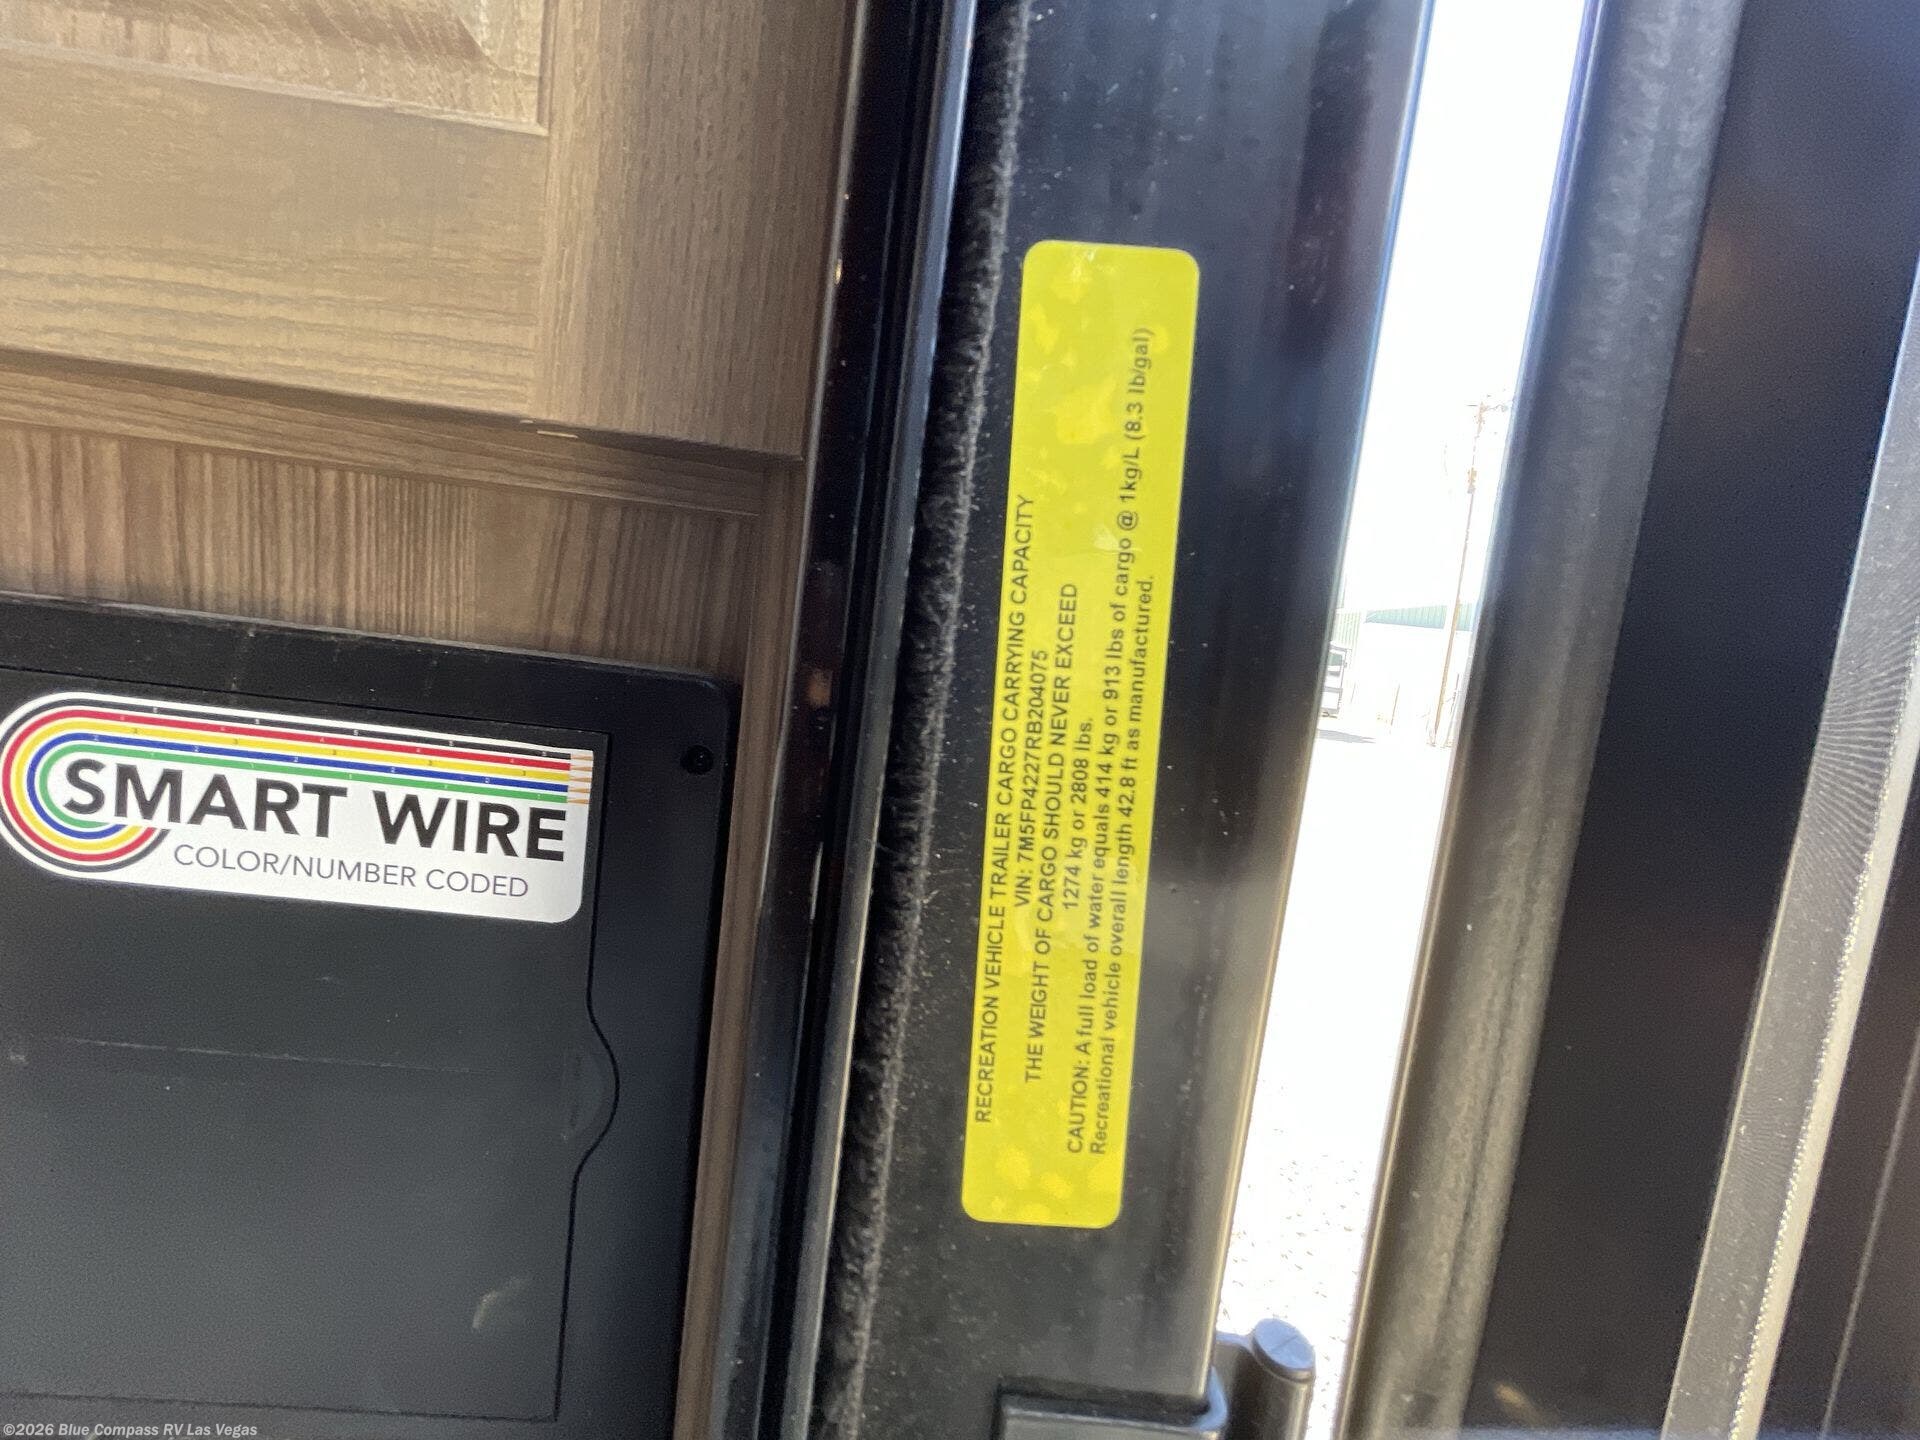 SMART WIRE
COLOR/NUMBER CODED
RECREATION VEHICLE TRAILER CARGO CARRYING CAPACITY
VIN: 7M5FP4227RB204075
THE WEIGHT OF CARGO SHOULD NEVER EXCEED
1274 kg or 2808 lbs.
CAUTION: A full load of water equals 414 kg or 913 lbs of cargo @ 1kg/L (8.3 lb/gal)
Recreational vehicle overall length 42.8 ft as manufactured.
©2026 Blue Compass RV Las Vegas